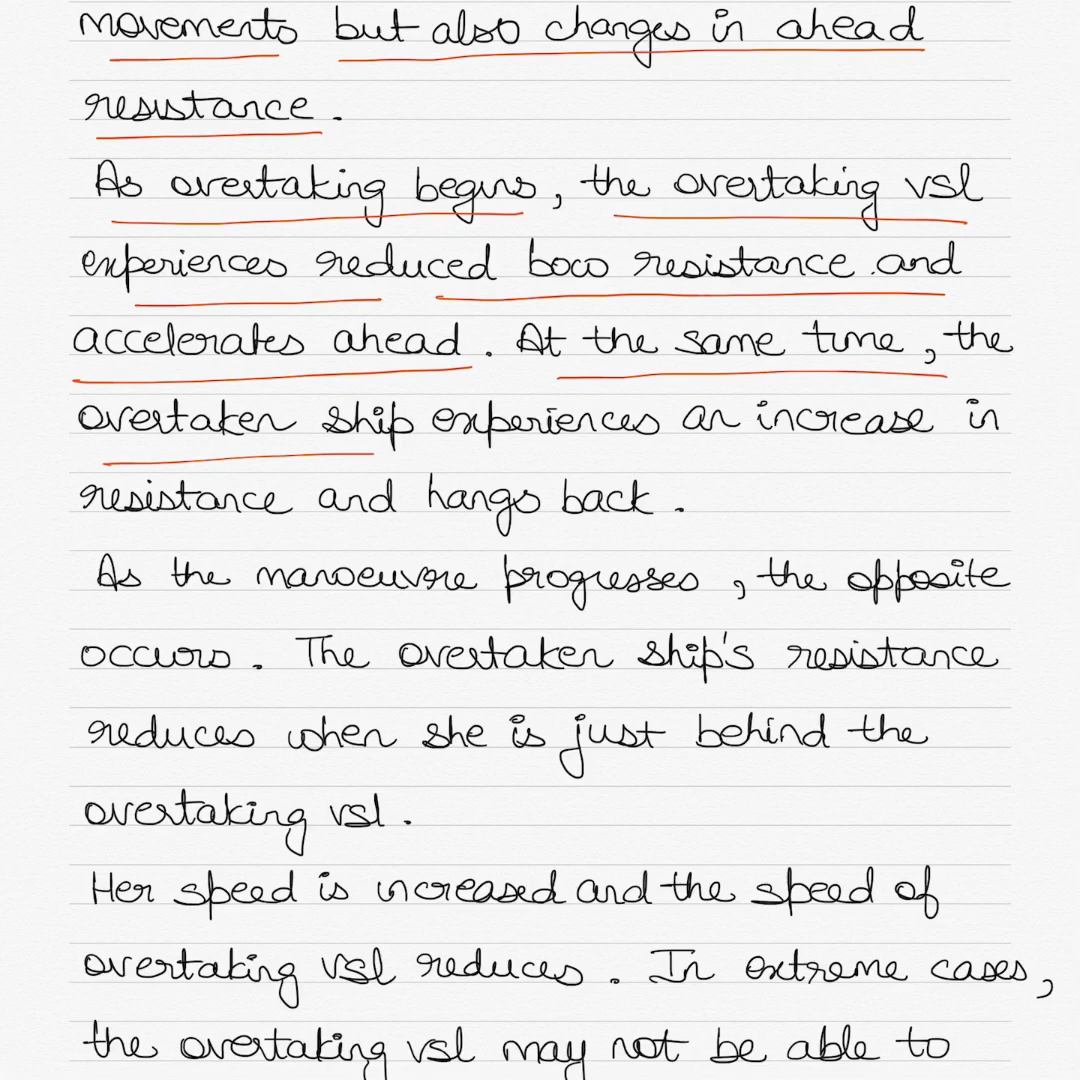 movements but also changes in ahead
resistance.
As overtaking begins, the overtaking vsl
experiences reduced bow resistance and
accelerates ahead. At the same time, the
overtaken ship experiences an increase in
resistance and hangs back.
As the manoeuvre progresses, the opposite
occurs. The overtaken ship's resistance
reduces when she is just behind the
overtaking vsl.
Her speed is increased and the speed of
overtaking vsl reduces. In extreme cases,
the overtaking vsl may not be able to